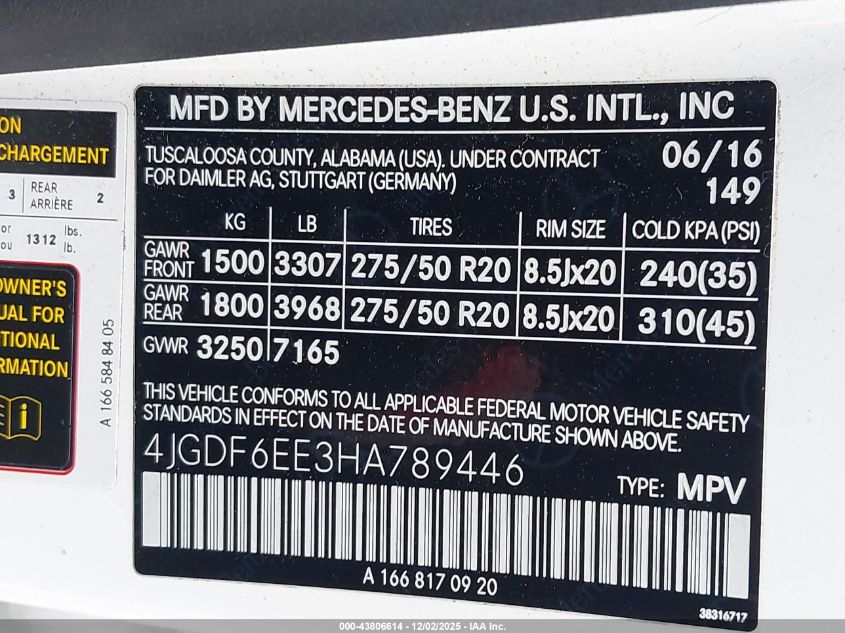 ON
CHARGEMENT
3 REAR ARRIÈRE 2
or ou 1312 lbs. lb.
OWNER'S
UAL FOR
TIONAL
RMATION
i
A 166 584 84 05
MFD BY MERCEDES-BENZ U.S. INTL., INC
TUSCALOOSA COUNTY, ALABAMA (USA). UNDER CONTRACT
FOR DAIMLER AG, STUTTGART (GERMANY)
06/16
149
KG LB TIRES RIM SIZE COLD KPA (PSI)
GAWR FRONT 1500 3307 275/50 R20 8.5Jx20 240(35)
GAWR REAR 1800 3968 275/50 R20 8.5Jx20 310(45)
GVWR 3250 7165
THIS VEHICLE CONFORMS TO ALL APPLICABLE FEDERAL MOTOR VEHICLE SAFETY
STANDARDS IN EFFECT ON THE DATE OF MANUFACTURE SHOWN ABOVE.
4JGDF6EE3HA789446
TYPE: MPV
A 166 817 09 20
38316717
000-43806614 - 12/02/2025 - IAA Inc.